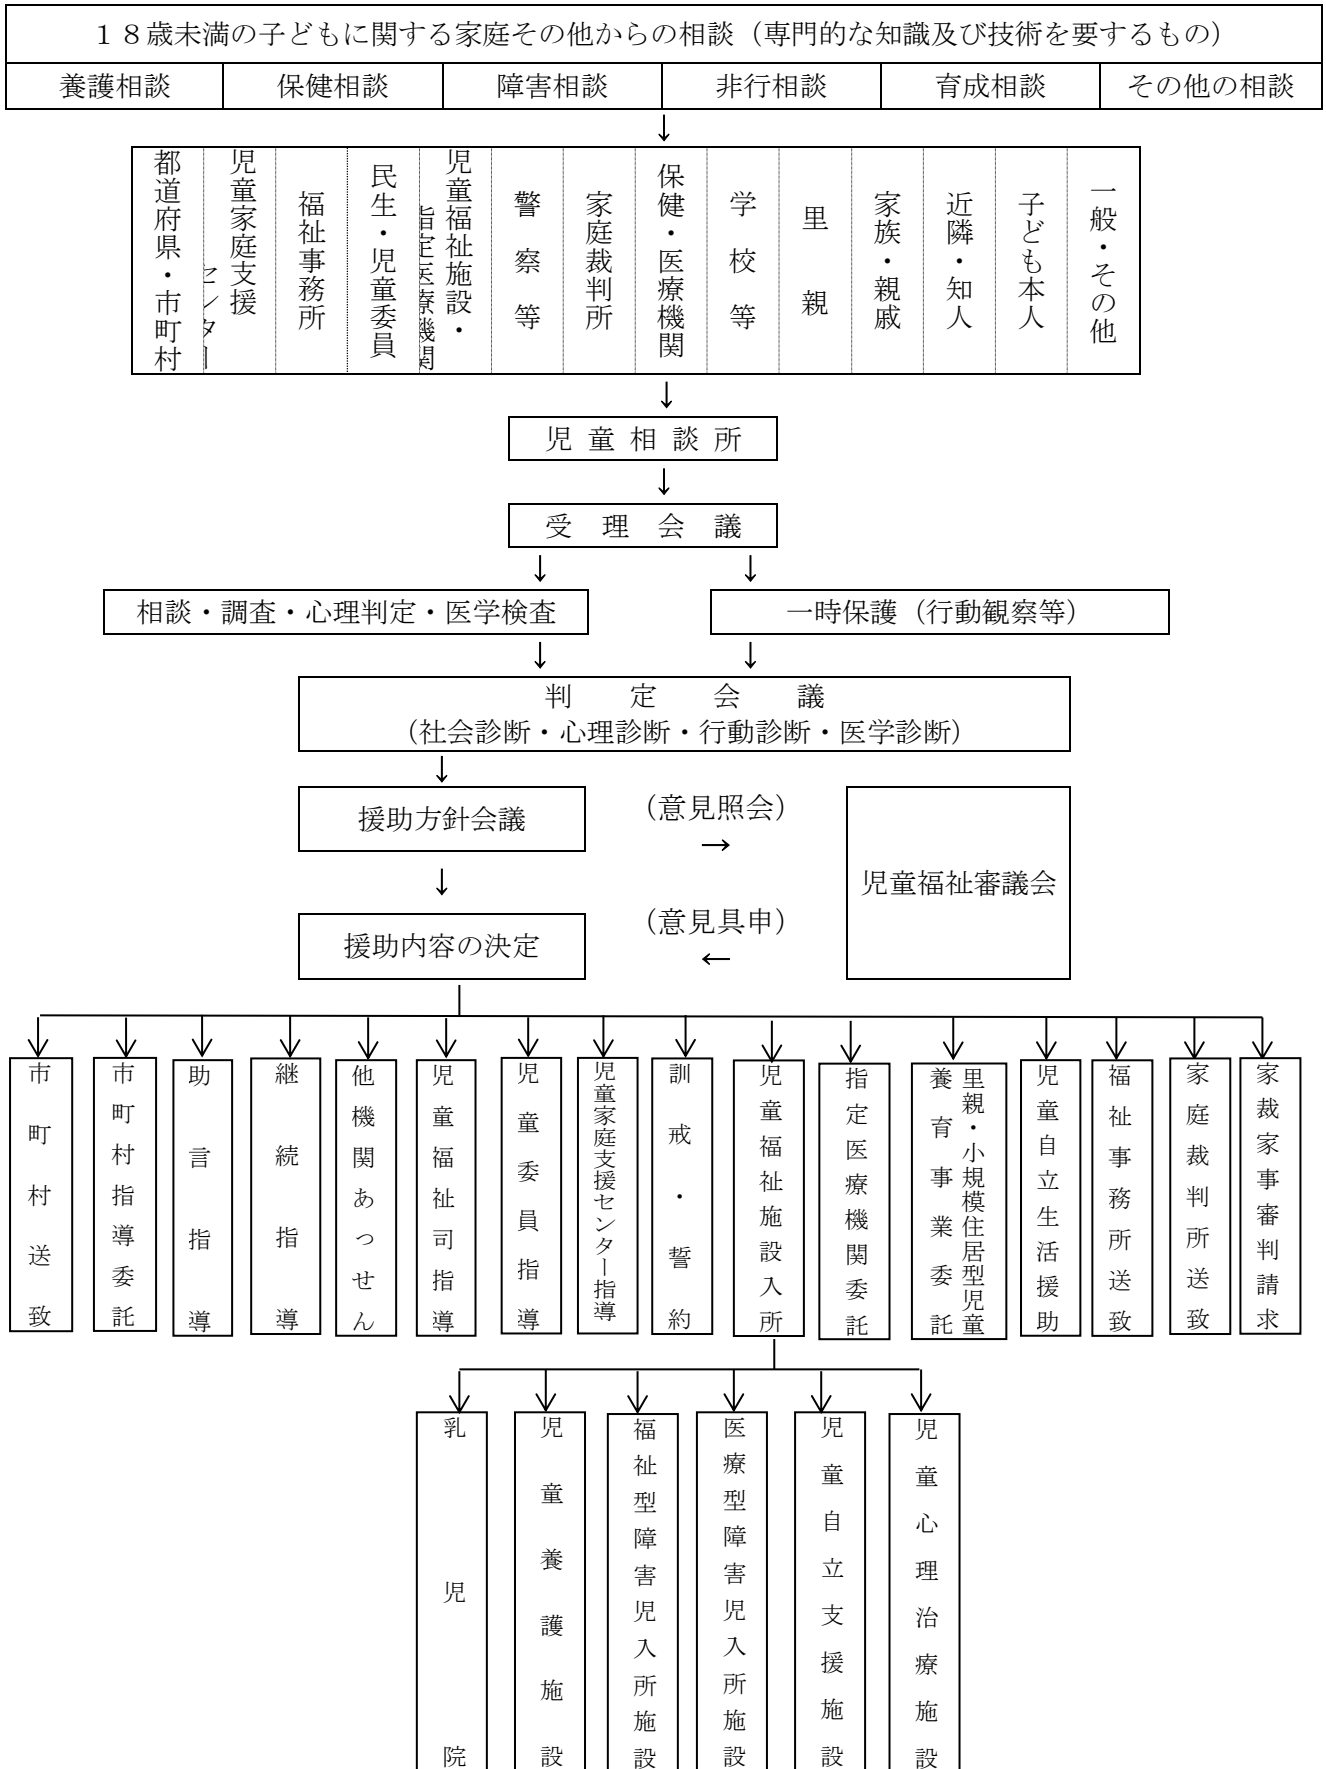 １８歳未満の子どもに関する家庭その他からの相談（専門的な知識及び技術を要するもの）
養護相談
保健相談
障害相談
非行相談
育成相談
その他の相談
↓
都道府県・市町村
児童家庭支援
センター
福祉事務所
民生・児童委員
児童福祉施設・
指定医療機関
警察等
家庭裁判所
保健・医療機関
学校等
里親
家族・親戚
近隣・知人
子ども本人
一般・その他
↓
児童相談所
↓
受理会議
↓ ↓
相談・調査・心理判定・医学検査
一時保護（行動観察等）
↓ ↓
判定会議
（社会診断・心理診断・行動診断・医学診断）
↓
援助方針会議
（意見照会）
→
児童福祉審議会
↓
（意見具申）
←
援助内容の決定
市町村送致
市町村指導委託
助言指導
継続指導
他機関あっせん
児童福祉司指導
児童委員指導
児童家庭支援センター指導
訓戒・誓約
児童福祉施設入所
指定医療機関委託
里親・小規模住居型児童
養育事業委託
児童自立生活援助
福祉事務所送致
家庭裁判所送致
家裁家事審判請求
乳児院
児童養護施設
福祉型障害児入所施設
医療型障害児入所施設
児童自立支援施設
児童心理治療施設